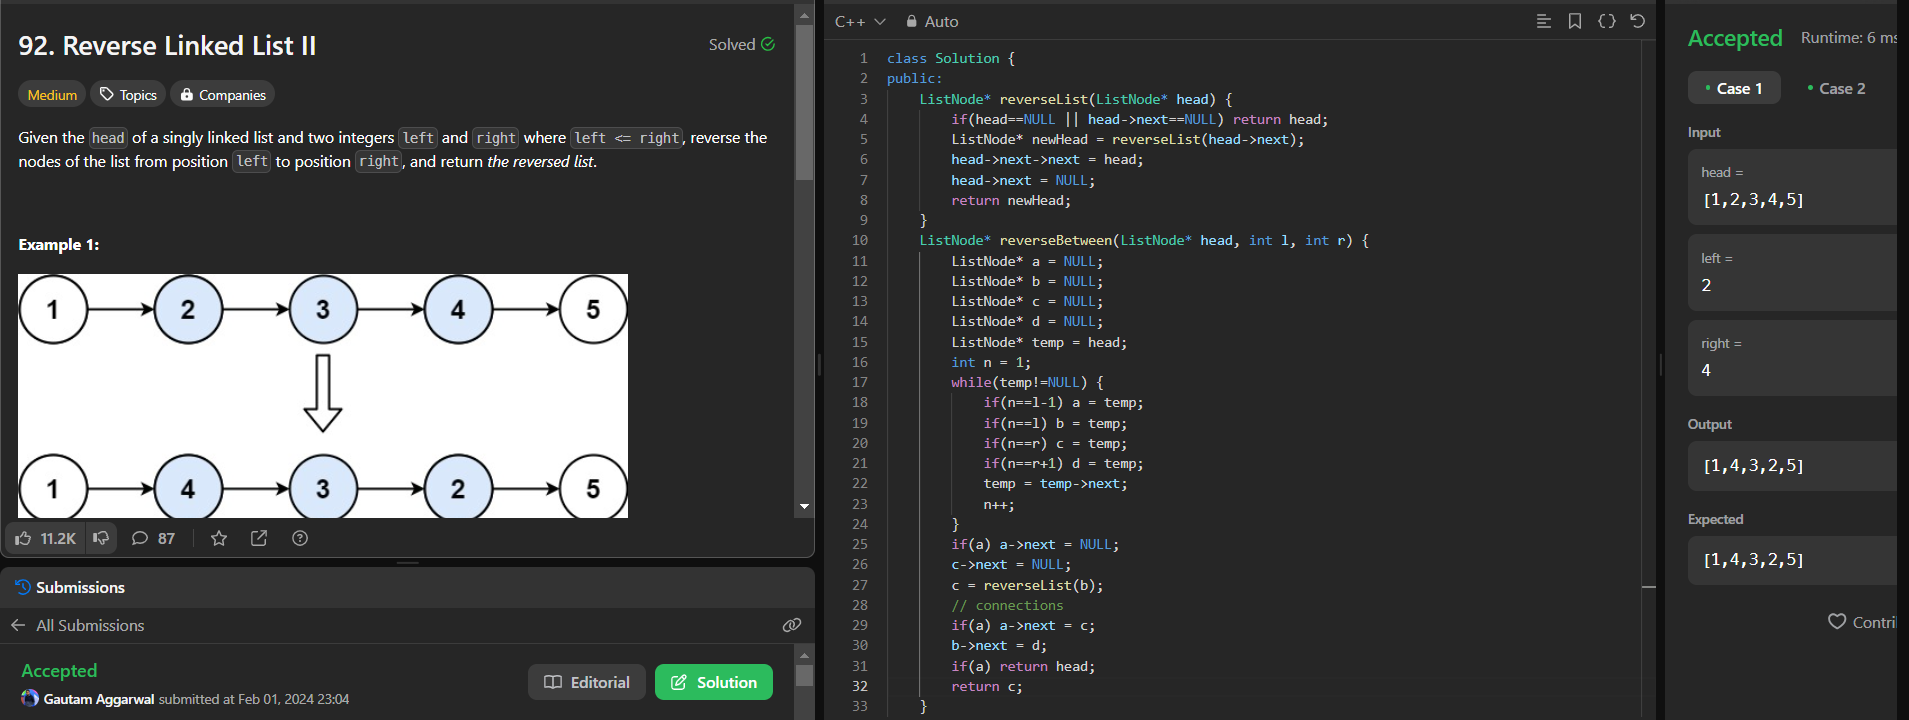 92. Reverse Linked List II
Solved
Medium Topics Companies
Given the head of a singly linked list and two integers left and right where left <= right, reverse the
nodes of the list from position left to position right, and return the reversed list.
Example 1:
1 2 3 4 5
1 4 3 2 5
11.2K 87
Submissions
All Submissions
Accepted
Gautam Aggarwal submitted at Feb 01, 2024 23:04
Editorial
Solution
C++ Auto
1 class Solution {
2 public:
3     ListNode* reverseList(ListNode* head) {
4         if(head==NULL || head->next==NULL) return head;
5         ListNode* newHead = reverseList(head->next);
6         head->next->next = head;
7         head->next = NULL;
8         return newHead;
9     }
10     ListNode* reverseBetween(ListNode* head, int l, int r) {
11         ListNode* a = NULL;
12         ListNode* b = NULL;
13         ListNode* c = NULL;
14         ListNode* d = NULL;
15         ListNode* temp = head;
16         int n = 1;
17         while(temp!=NULL) {
18             if(n==l-1) a = temp;
19             if(n==l) b = temp;
20             if(n==r) c = temp;
21             if(n==r+1) d = temp;
22             temp = temp->next;
23             n++;
24         }
25         if(a) a->next = NULL;
26         c->next = NULL;
27         c = reverseList(b);
28         // connections
29         if(a) a->next = c;
30         b->next = d;
31         if(a) return head;
32         return c;
33     }
Accepted Runtime: 6 ms
Case 1 Case 2
Input
head =
[1,2,3,4,5]
left =
2
right =
4
Output
[1,4,3,2,5]
Expected
[1,4,3,2,5]
Contri